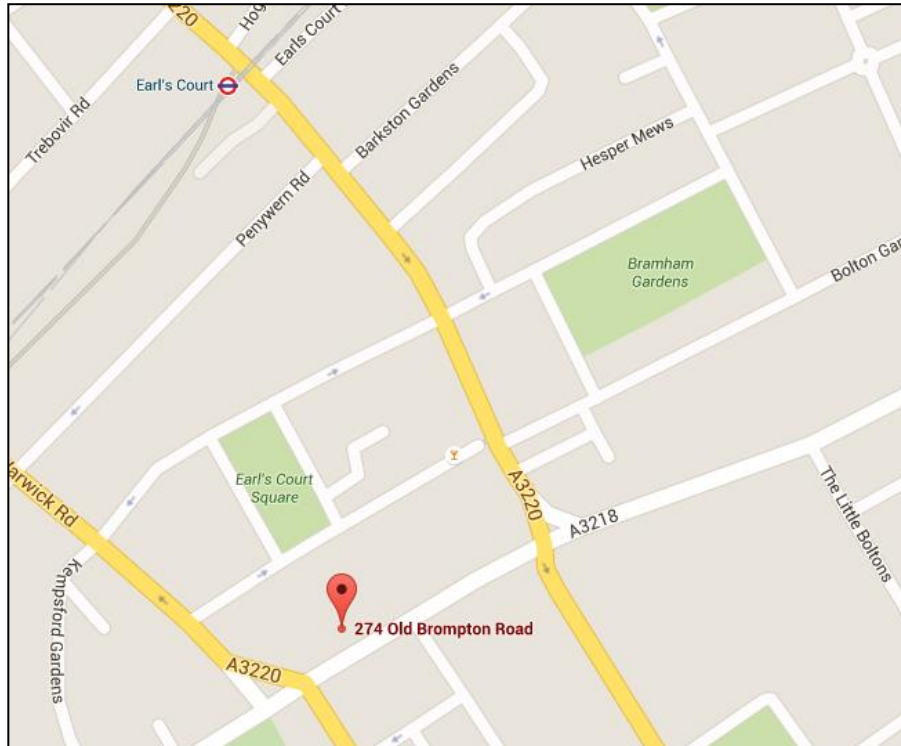 220
Hog
Earls Court
Earl's Court
Trebovir Rd
Barkston Gardens
Hesper Mews
Penywern Rd
Bramham
Gardens
Bolton Gar
Earl's Court
Square
Warwick Rd
A3220
A3218
The Little Boltons
Kempsford Gardens
274 Old Brompton Road
A3220